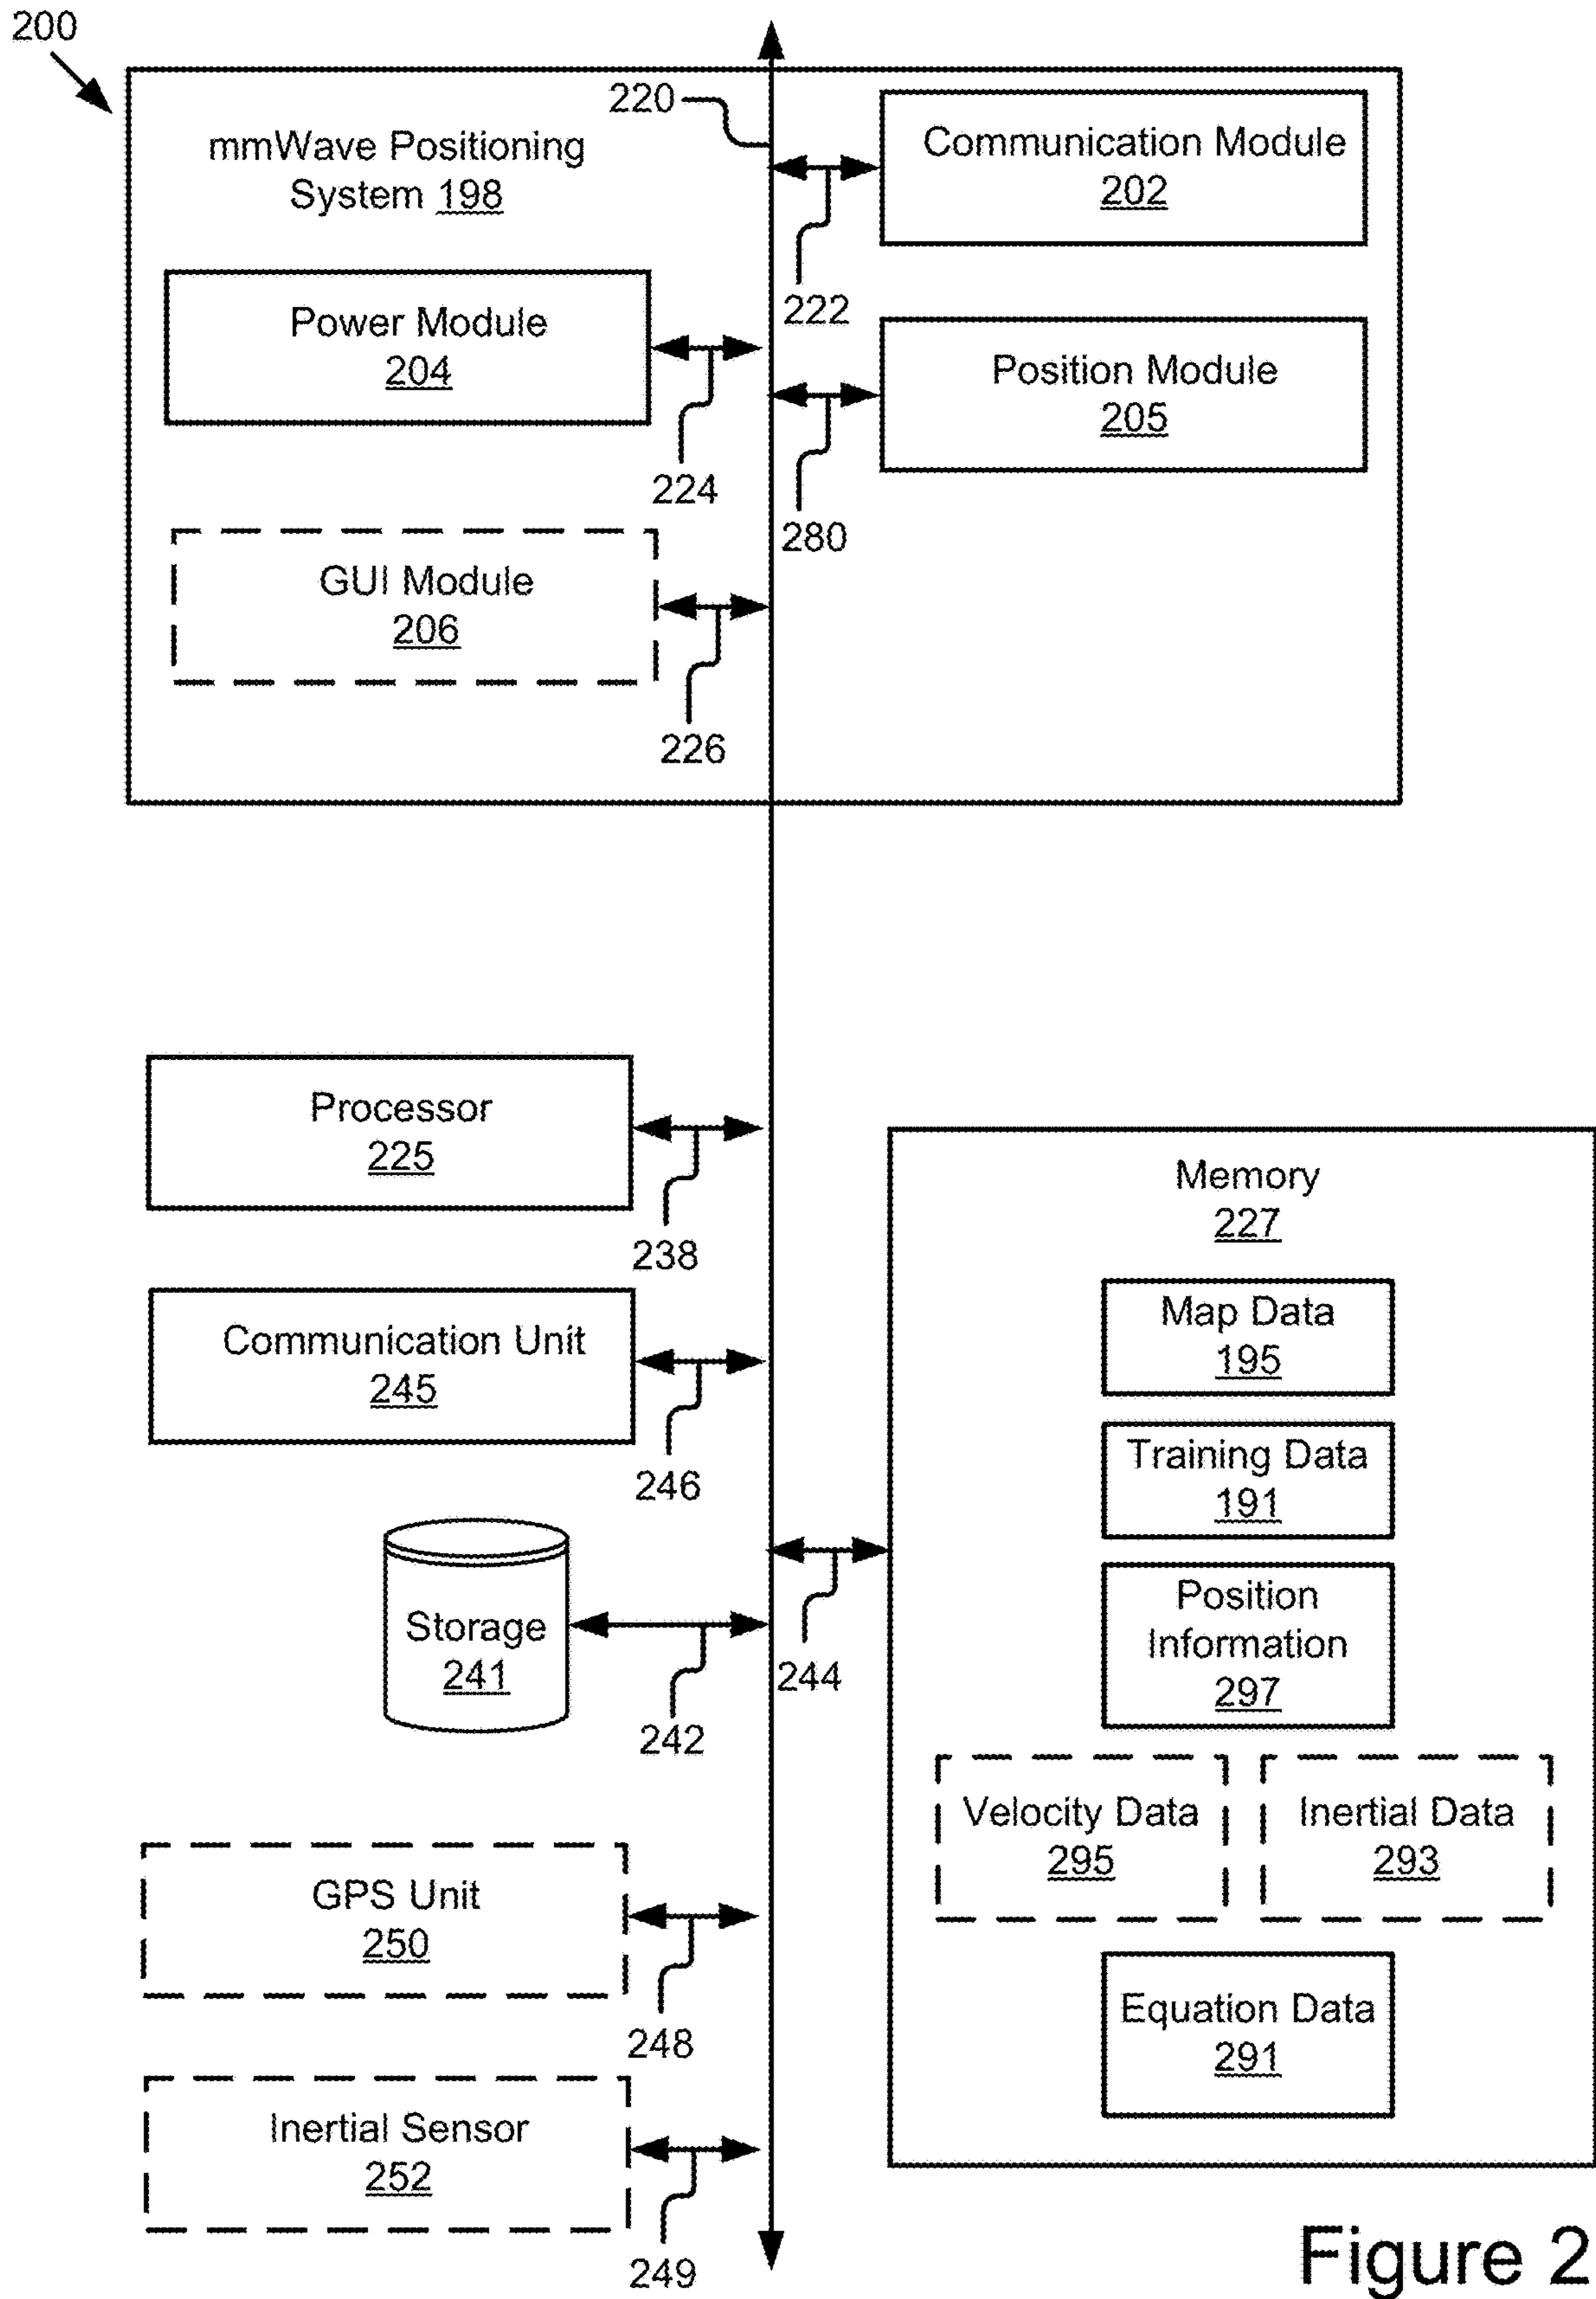 200
220
mmWave Positioning
System 198
Communication Module
202
222
Power Module
204
224
Position Module
205
280
GUI Module
206
226
Processor
225
238
Communication Unit
245
246
Storage
241
242
244
Memory
227
Map Data
195
Training Data
191
Position
Information
297
Velocity Data
295
Inertial Data
293
Equation Data
291
GPS Unit
250
248
Inertial Sensor
252
249
Figure 2